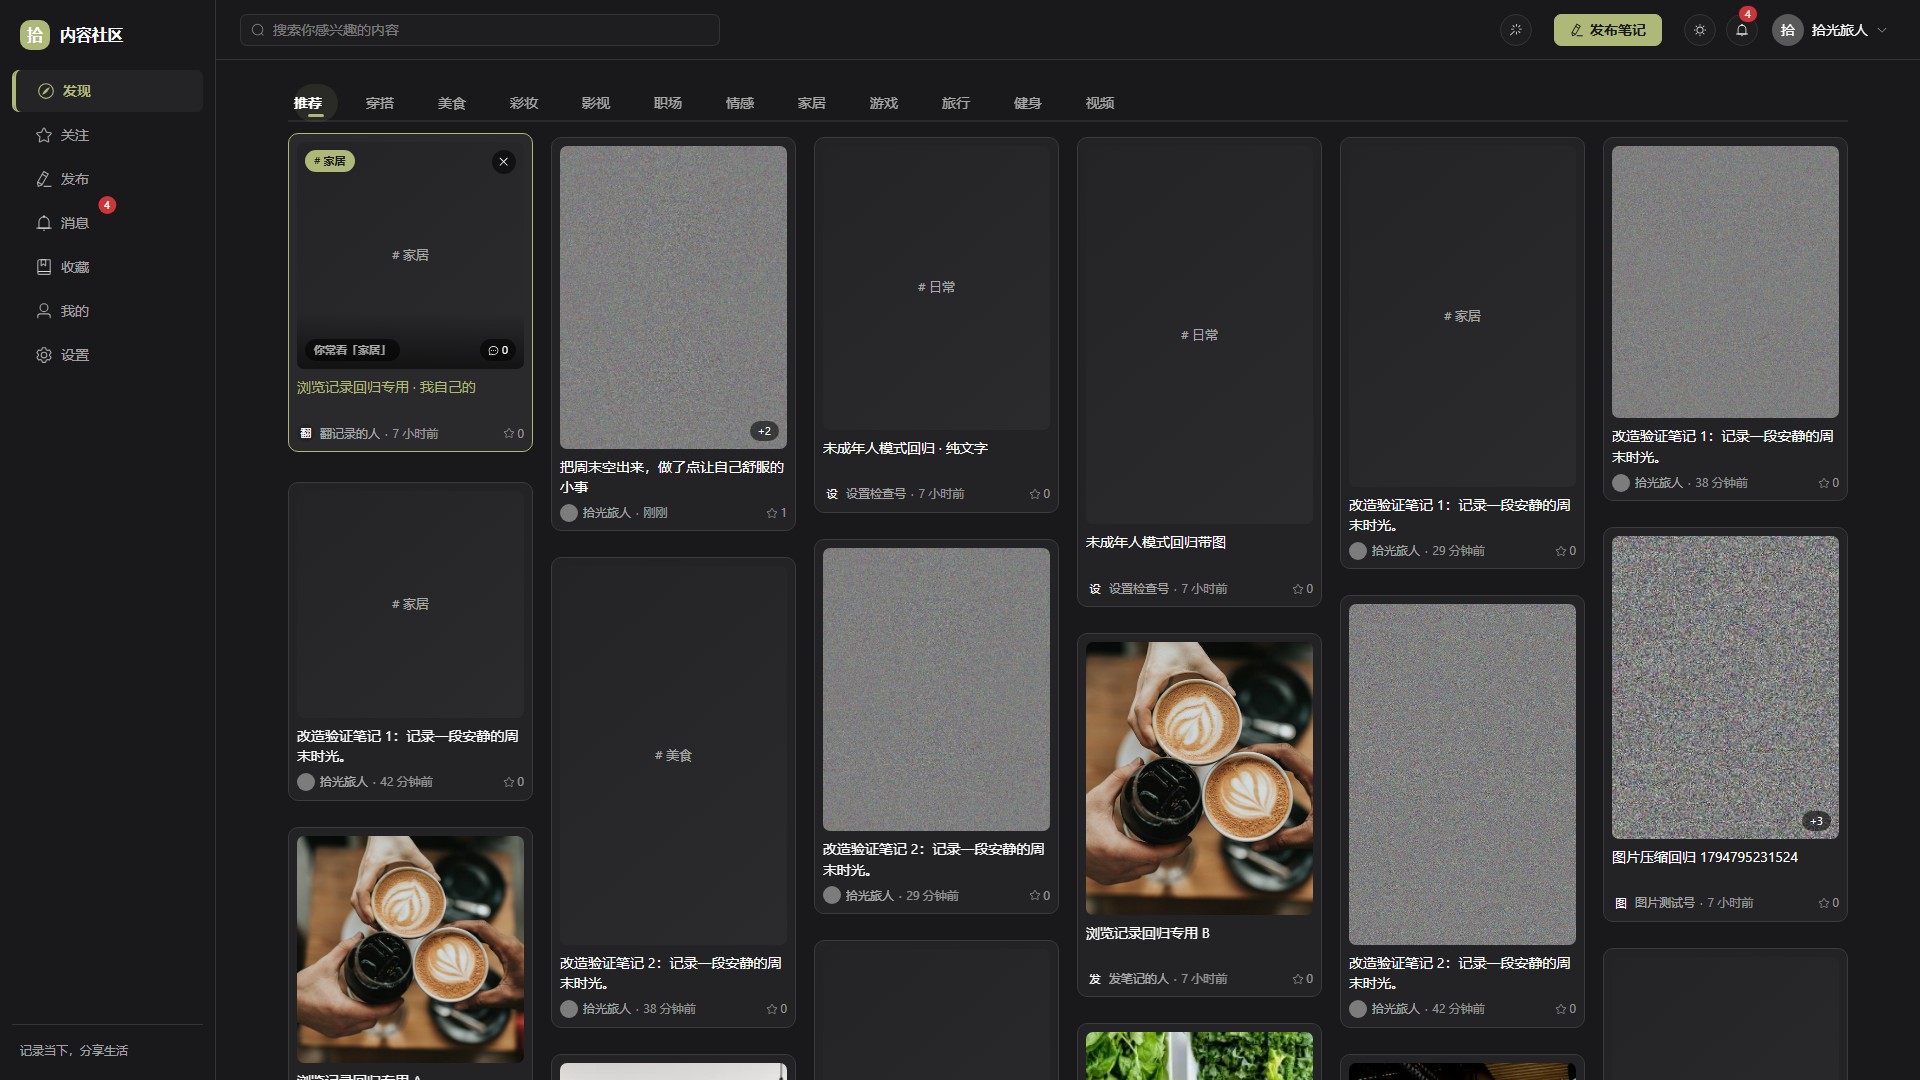 拾 内容社区
搜索你感兴趣的内容
发布笔记
4
拾 拾光旅人
发现
关注
发布
消息 4
收藏
我的
设置
记录当下，分享生活
推荐 穿搭 美食 彩妆 影视 职场 情感 家居 游戏 旅行 健身 视频
# 家居
# 家居
你常看「家居」 0
浏览记录回归专用 · 我自己的
翻 翻记录的人 · 7 小时前 0
# 家居
改造验证笔记 1：记录一段安静的周
末时光。
拾光旅人 · 42 分钟前 0
浏览记录回归专用 A
+2
把周末空出来，做了点让自己舒服的
小事
拾光旅人 · 刚刚 1
# 美食
改造验证笔记 2：记录一段安静的周
末时光。
拾光旅人 · 38 分钟前 0
# 日常
未成年人模式回归 · 纯文字
设 设置检查号 · 7 小时前 0
改造验证笔记 2：记录一段安静的周
末时光。
拾光旅人 · 29 分钟前 0
# 日常
未成年人模式回归带图
设 设置检查号 · 7 小时前 0
浏览记录回归专用 B
发 发笔记的人 · 7 小时前 0
# 家居
改造验证笔记 1：记录一段安静的周
末时光。
拾光旅人 · 29 分钟前 0
改造验证笔记 2：记录一段安静的周
末时光。
拾光旅人 · 42 分钟前 0
改造验证笔记 1：记录一段安静的周
末时光。
拾光旅人 · 38 分钟前 0
+3
图片压缩回归 1794795231524
图 图片测试号 · 7 小时前 0